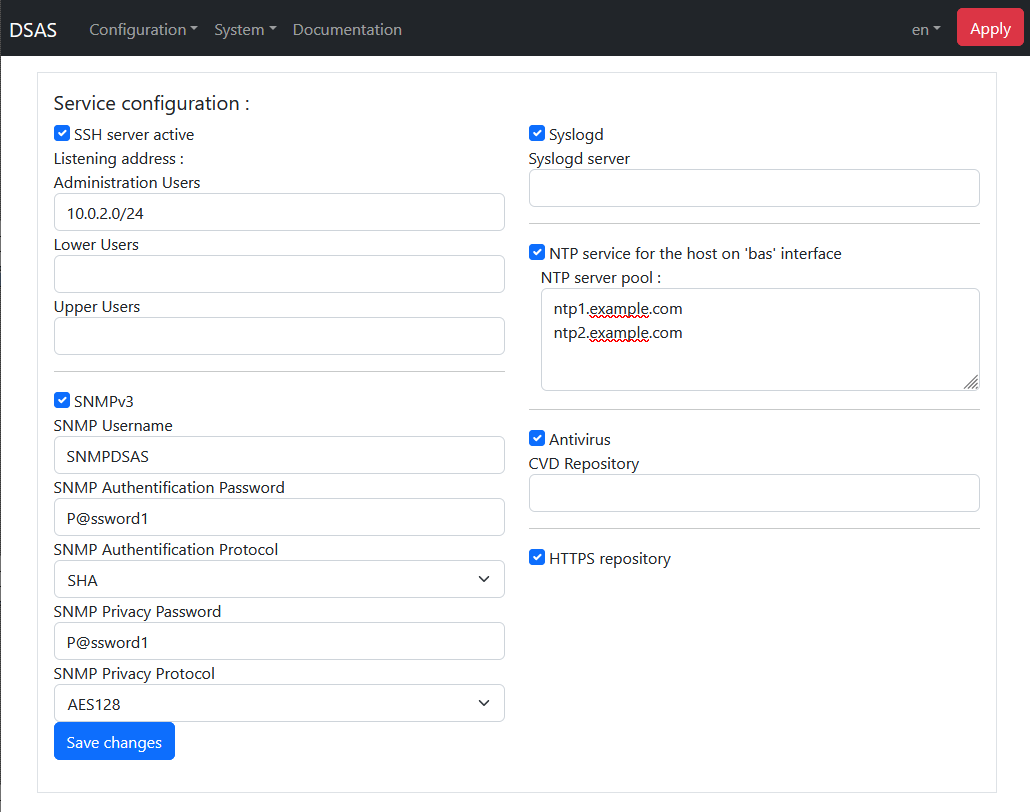 DSAS
Configuration
System
Documentation
en
Apply
Service configuration :
SSH server active
Listening address :
Administration Users
10.0.2.0/24
Lower Users
Upper Users
SNMPv3
SNMP Username
SNMPDSAS
SNMP Authentification Password
P@ssword1
SNMP Authentification Protocol
SHA
SNMP Privacy Password
P@ssword1
SNMP Privacy Protocol
AES128
Save changes
Syslogd
Syslogd server
NTP service for the host on 'bas' interface
NTP server pool :
ntp1.example.com
ntp2.example.com
Antivirus
CVD Repository
HTTPS repository